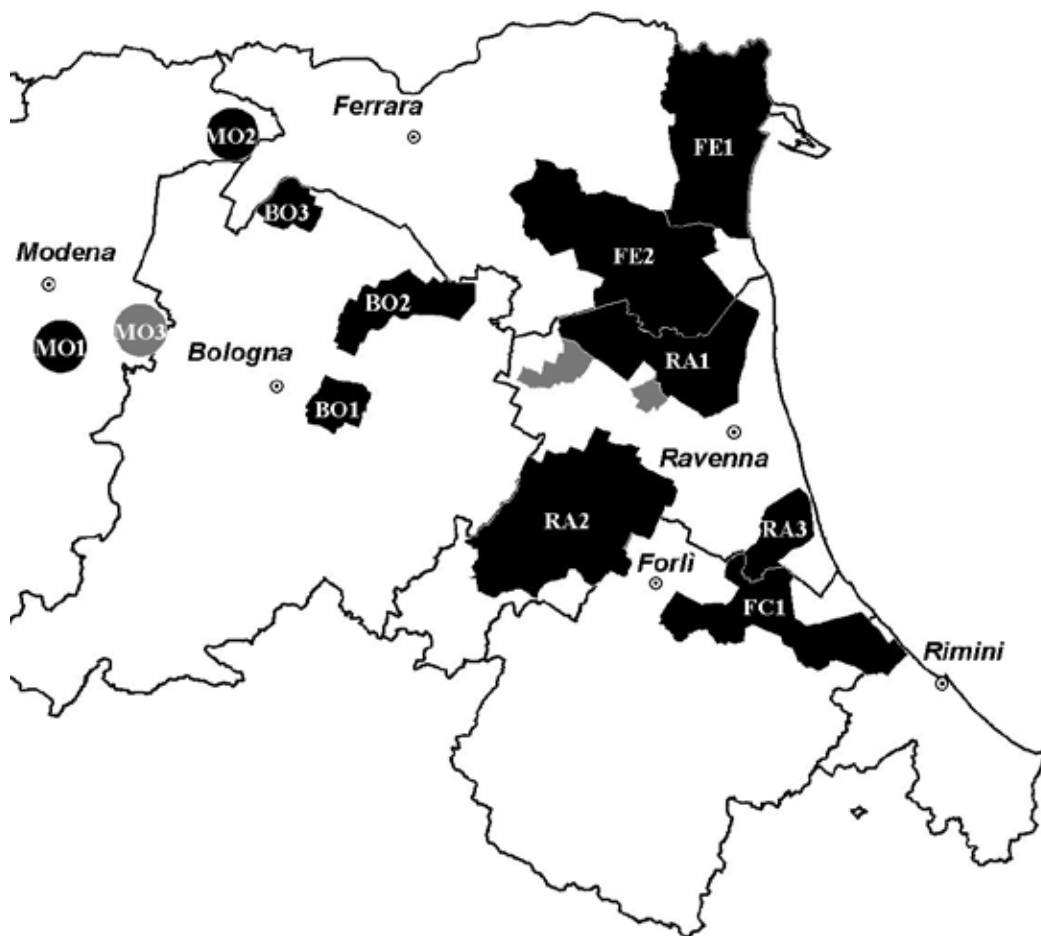 Ferrara
MO2
FE1
BO3
Modena
FE2
BO2
MO3
MO1
Bologna
RA1
BO1
Ravenna
RA2
RA3
Forlì
FC1
Rimini